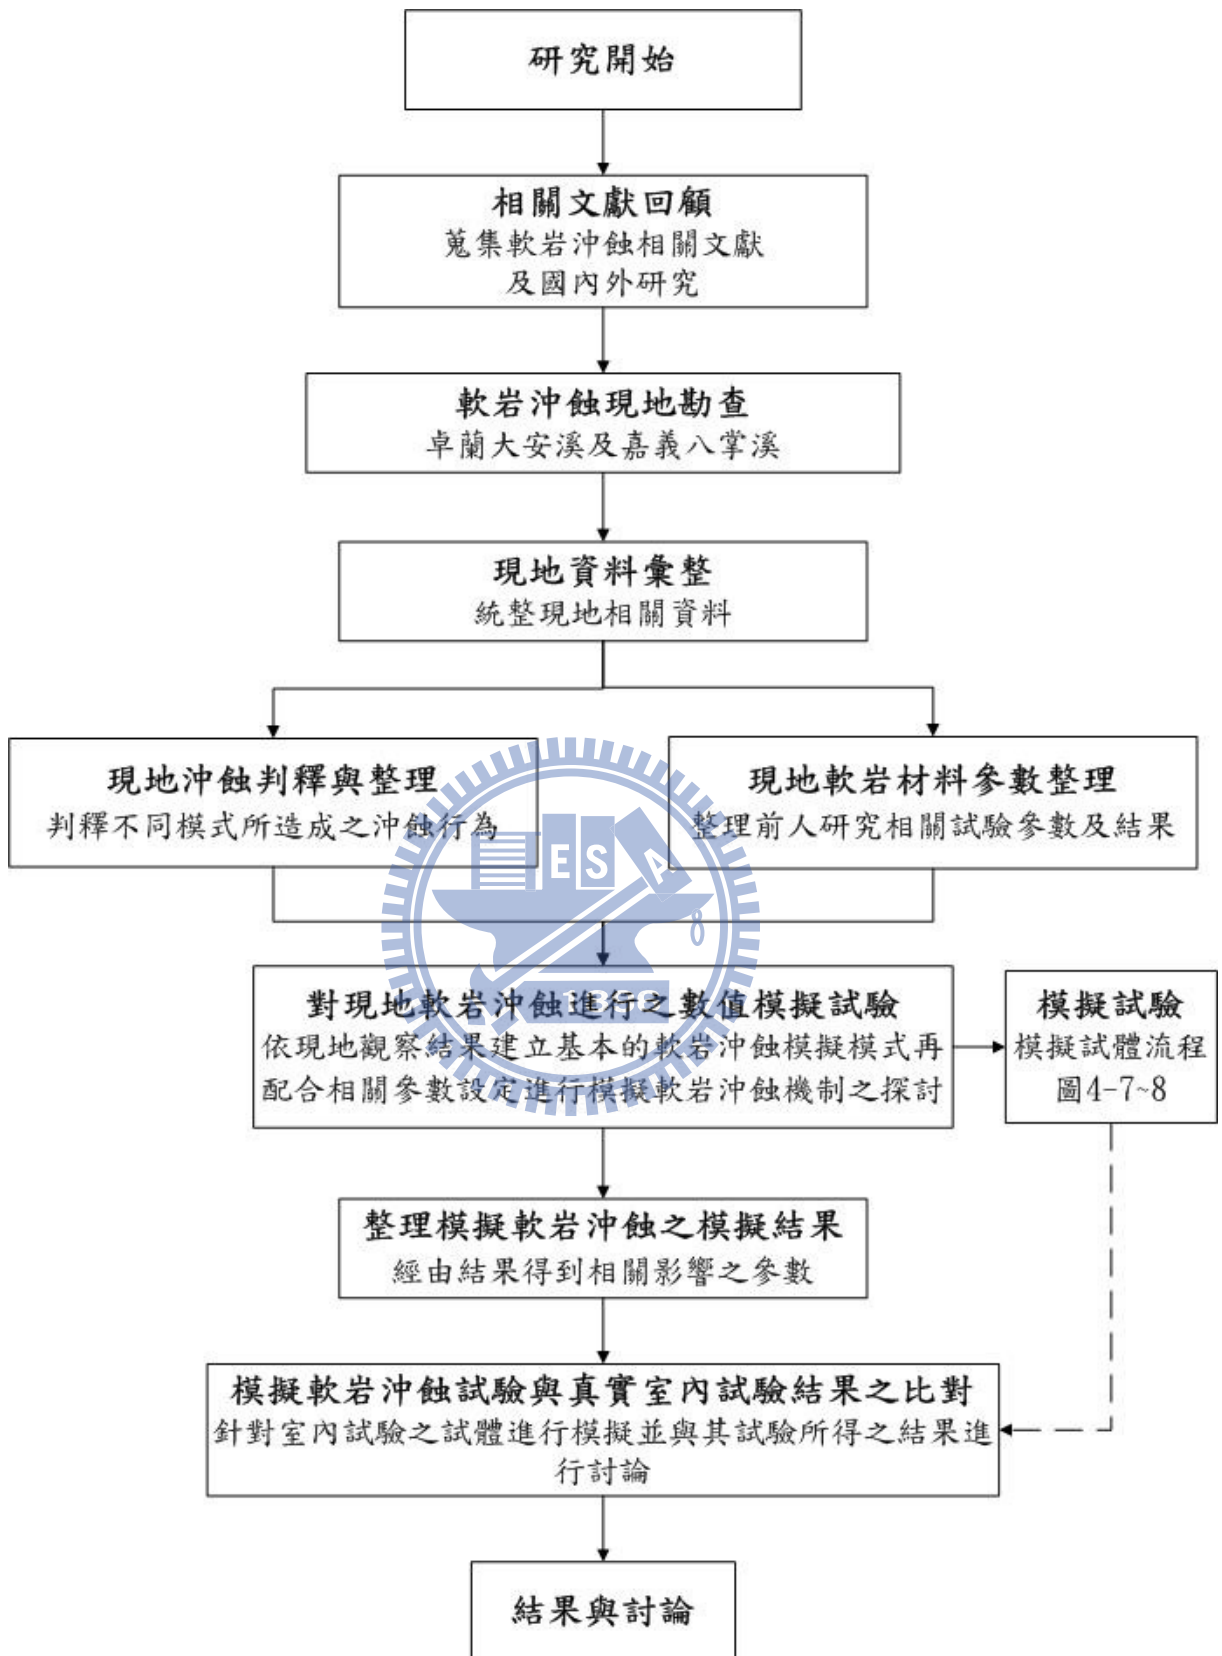 研究開始
相關文獻回顧
蒐集軟岩沖蝕相關文獻
及國內外研究
軟岩沖蝕現地勘查
卓蘭大安溪及嘉義八掌溪
現地資料彙整
統整現地相關資料
現地沖蝕判釋與整理
判釋不同模式所造成之沖蝕行為
現地軟岩材料參數整理
整理前人研究相關試驗參數及結果
E S A
對現地軟岩沖蝕進行之數值模擬試驗
依現地觀察結果建立基本的軟岩沖蝕模擬模式再
配合相關參數設定進行模擬軟岩沖蝕機制之探討
模擬試驗
模擬試體流程
圖4-7~8
整理模擬軟岩沖蝕之模擬結果
經由結果得到相關影響之參數
模擬軟岩沖蝕試驗與真實室內試驗結果之比對
針對室內試驗之試體進行模擬並與其試驗所得之結果進
行討論
結果與討論